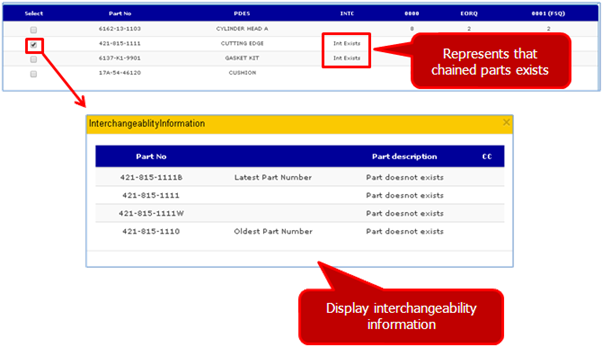 Select Part No PDES INTC 0000 EORQ 0001 (FSQ)
6162-13-1103 CYLINDER HEAD A 0 2 2
421-815-1111 CUTTING EDGE Int Exists
6137-K1-9901 GASKET KIT Int Exists
17A-54-46120 CUSHION
Represents that
chained parts exists
InterchangeablityInformation
Part No Part description CC
421-815-1111B Latest Part Number Part doesnot exists
421-815-1111 Part doesnot exists
421-815-1111W Part doesnot exists
421-815-1110 Oldest Part Number Part doesnot exists
Display interchangeability
information